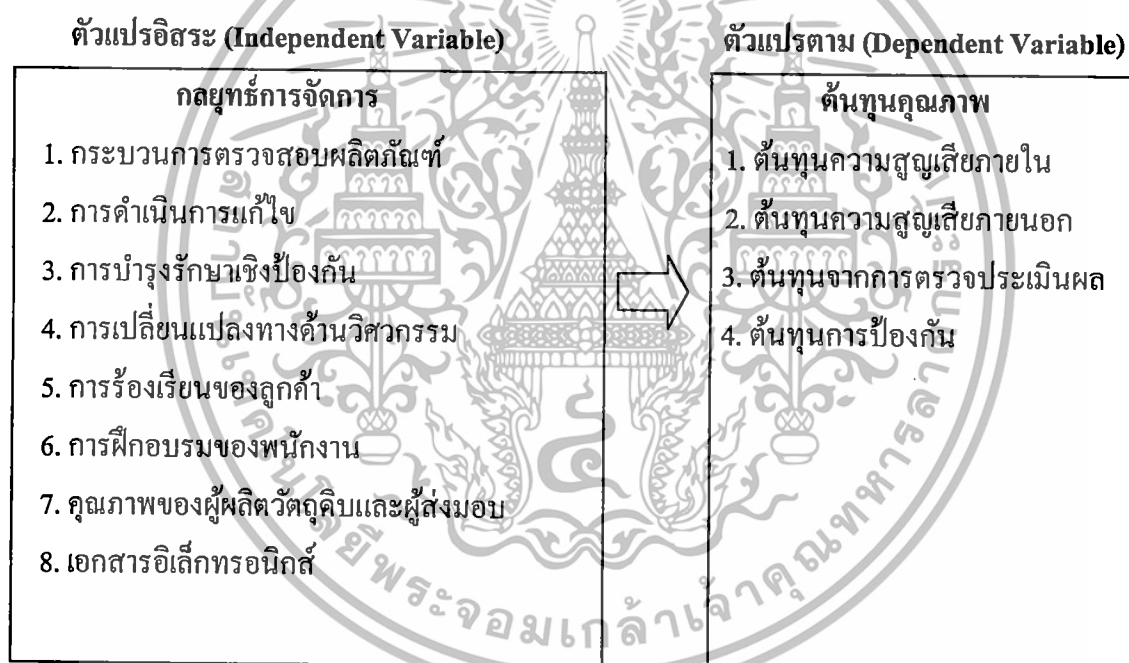 ตัวแปรอิสระ (Independent Variable)
กลยุทธ์การจัดการ
1. กระบวนการตรวจสอบผลิตภัณฑ์
2. การดำเนินการแก้ไข
3. การบำรุงรักษาเชิงป้องกัน
4. การเปลี่ยนแปลงทางด้านวิศวกรรม
5. การร้องเรียนของลูกค้า
6. การฝึกอบรมของพนักงาน
7. คุณภาพของผู้ผลิตวัตถุดิบและผู้ส่งมอบ
8. เอกสารอิเล็กทรอนิกส์
ตัวแปรตาม (Dependent Variable)
ต้นทุนคุณภาพ
1. ต้นทุนความสูญเสียภายใน
2. ต้นทุนความสูญเสียภายนอก
3. ต้นทุนจากการตรวจประเมินผล
4. ต้นทุนการป้องกัน